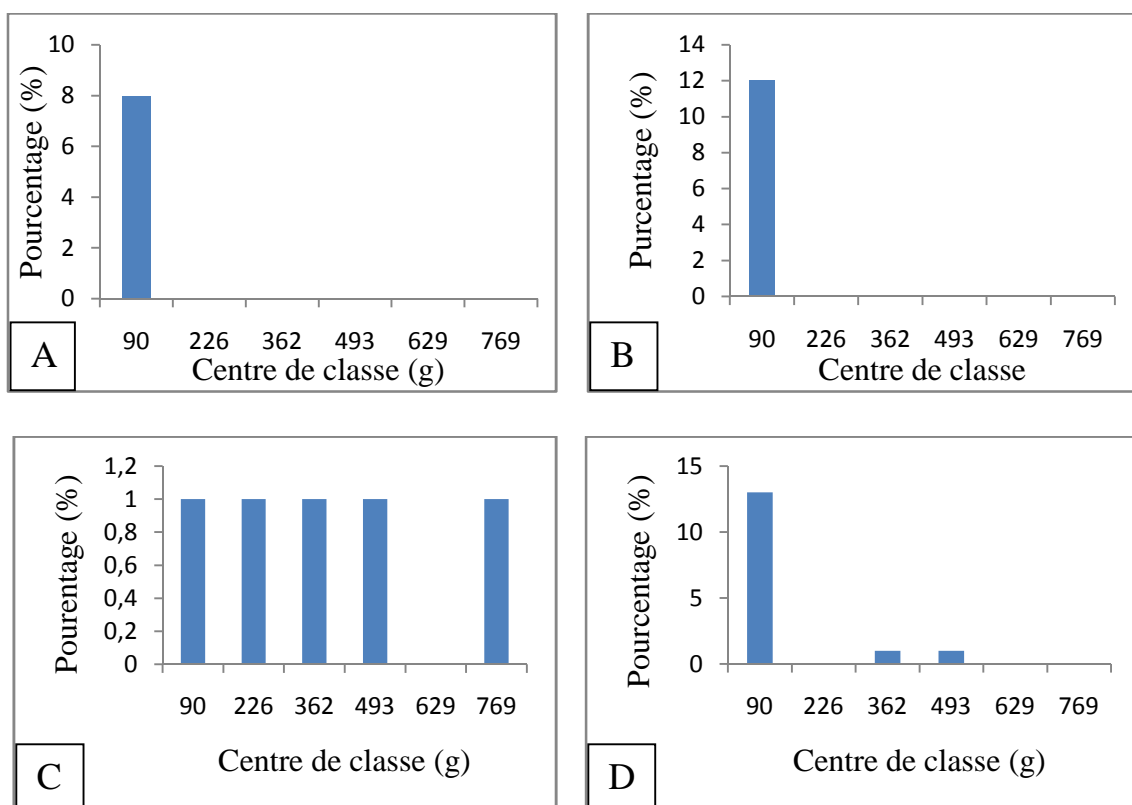 Pourcentage (%)
10
8
6
4
2
0
90 226 362 493 629 769
Centre de classe (g)
A
Purcentage (%)
14
12
10
8
6
4
2
0
90 226 362 493 629 769
Centre de classe
B
Pourentage (%)
1,2
1
0,8
0,6
0,4
0,2
0
90 226 362 493 629 769
Centre de classe (g)
C
Pourcentage (%)
15
10
5
0
90 226 362 493 629 769
Centre de classe (g)
D